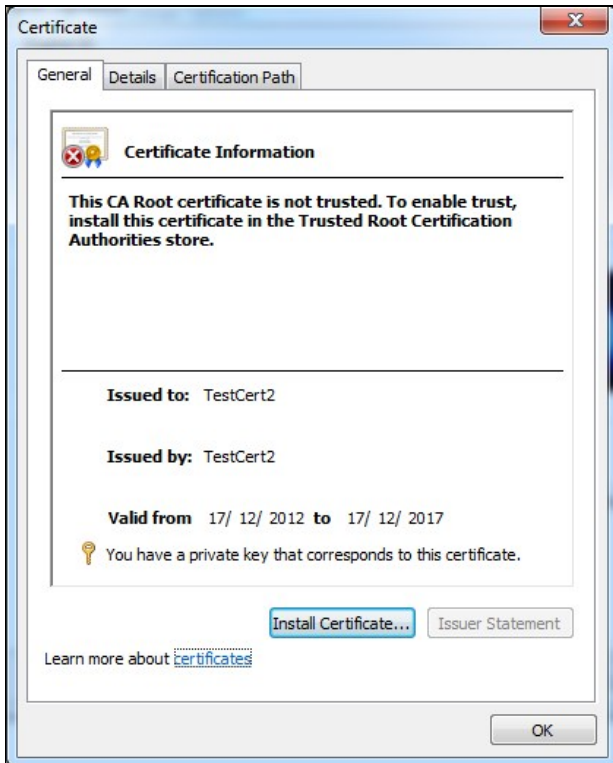 Certificate
General Details Certification Path
Certificate Information
This CA Root certificate is not trusted. To enable trust,
install this certificate in the Trusted Root Certification
Authorities store.
Issued to: TestCert2
Issued by: TestCert2
Valid from 17/ 12/ 2012 to 17/ 12/ 2017
You have a private key that corresponds to this certificate.
Install Certificate... Issuer Statement
Learn more about certificates
OK